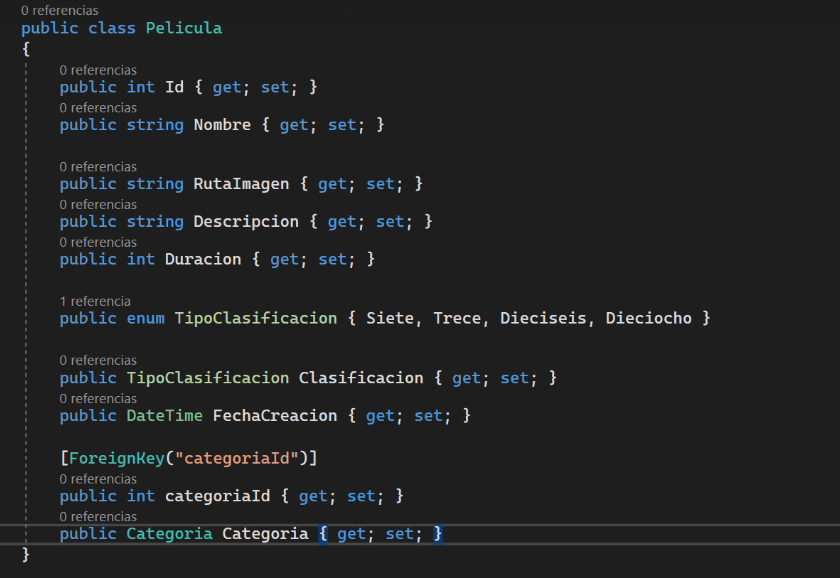 0 referencias
public class Pelicula
{
0 referencias
public int Id { get; set; }
0 referencias
public string Nombre { get; set; }
0 referencias
public string RutaImagen { get; set; }
0 referencias
public string Descripcion { get; set; }
0 referencias
public int Duracion { get; set; }
1 referencia
public enum TipoClasificacion { Siete, Trece, Dieciseis, Dieciocho }
0 referencias
public TipoClasificacion Clasificacion { get; set; }
0 referencias
public DateTime FechaCreacion { get; set; }
[ForeignKey("categoriaId")]
0 referencias
public int categoriaId { get; set; }
0 referencias
public Categoria Categoria { get; set; }
}